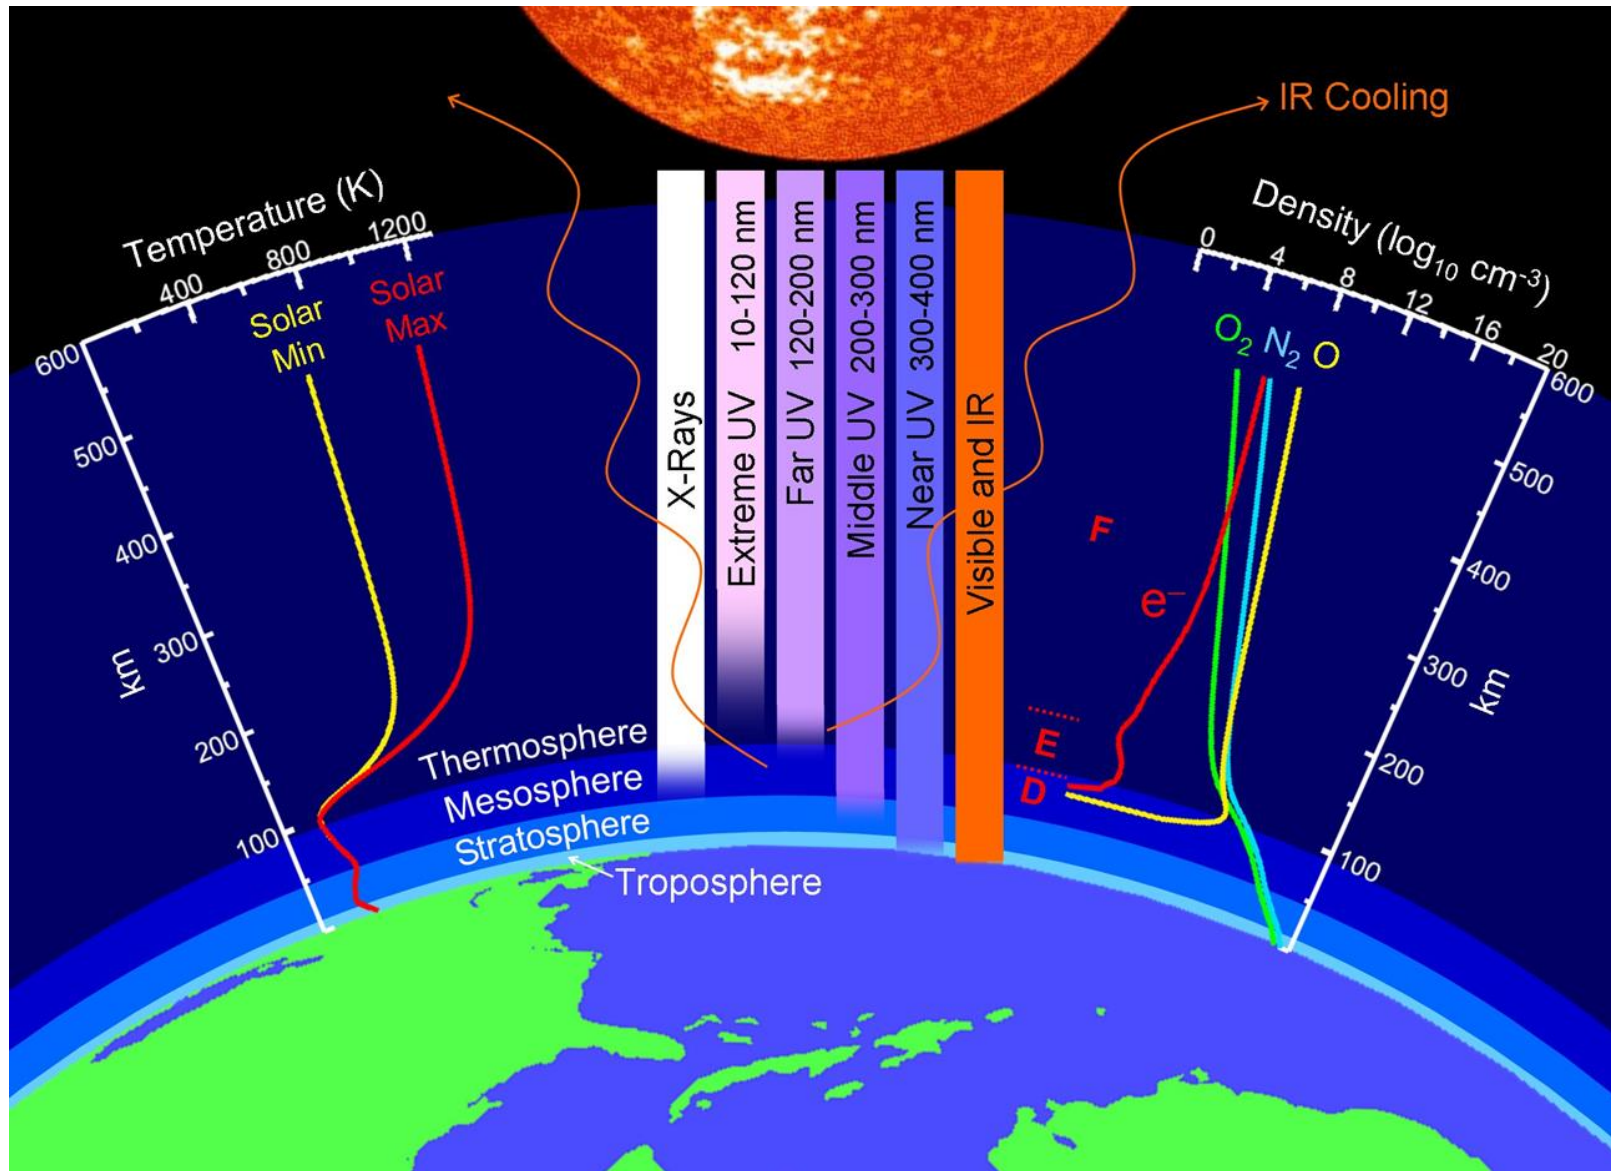 IR Cooling
Temperature (K)
400
800
1200
Solar
Min
Solar
Max
600
500
400
300
200
100
km
X-Rays
Extreme UV 10-120 nm
Far UV 120-200 nm
Middle UV 200-300 nm
Near UV 300-400 nm
Visible and IR
Density (log₁₀ cm⁻³)
0
4
8
12
16
20
O₂
N₂
O
F
e⁻
E
D
600
500
400
300
200
100
km
Thermosphere
Mesosphere
Stratosphere
Troposphere